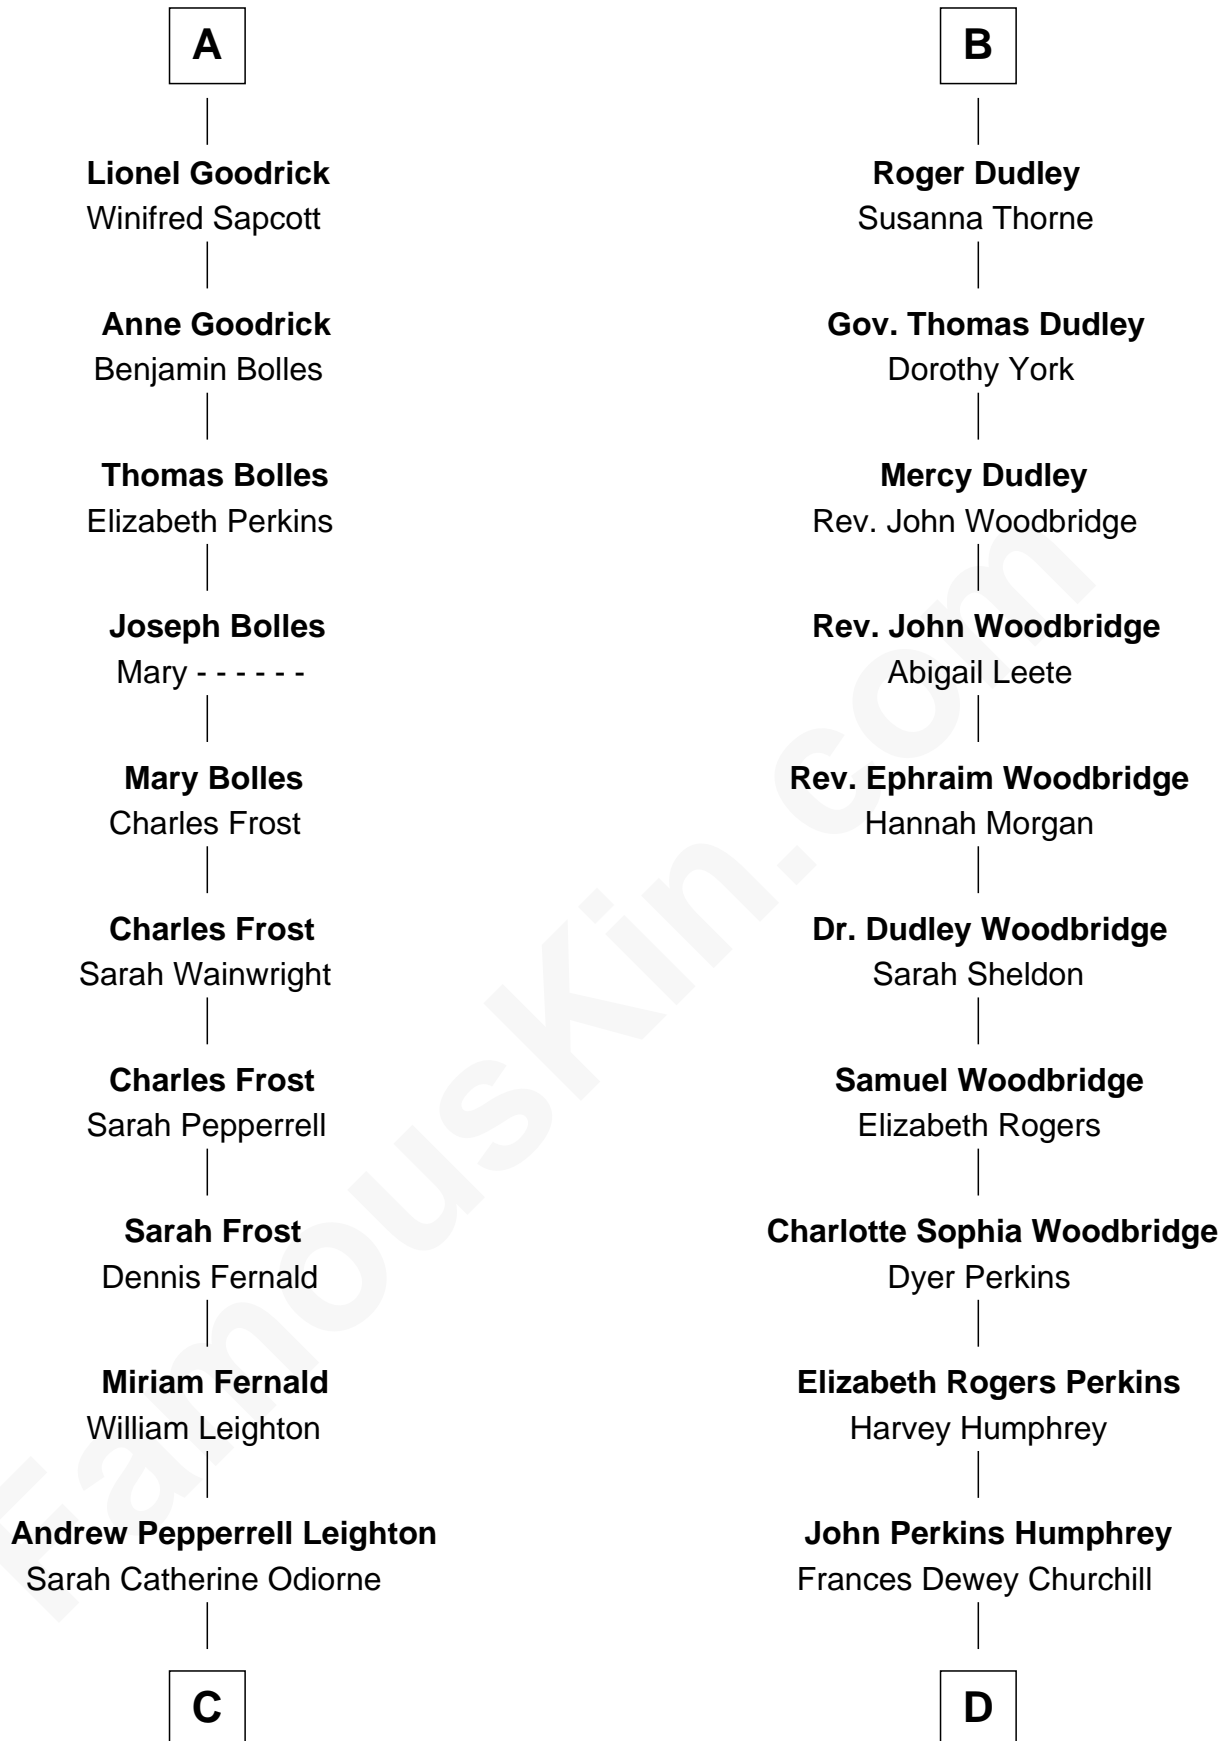 A
Lionel Goodrick
Winifred Sapcott
Anne Goodrick
Benjamin Bolles
Thomas Bolles
Elizabeth Perkins
Joseph Bolles
Mary - - - - - -
Mary Bolles
Charles Frost
Charles Frost
Sarah Wainwright
Charles Frost
Sarah Pepperrell
Sarah Frost
Dennis Fernald
Miriam Fernald
William Leighton
Andrew Pepperrell Leighton
Sarah Catherine Odiorne
C
B
Roger Dudley
Susanna Thorne
Gov. Thomas Dudley
Dorothy York
Mercy Dudley
Rev. John Woodbridge
Rev. John Woodbridge
Abigail Leete
Rev. Ephraim Woodbridge
Hannah Morgan
Dr. Dudley Woodbridge
Sarah Sheldon
Samuel Woodbridge
Elizabeth Rogers
Charlotte Sophia Woodbridge
Dyer Perkins
Elizabeth Rogers Perkins
Harvey Humphrey
John Perkins Humphrey
Frances Dewey Churchill
D
FamousKin.com